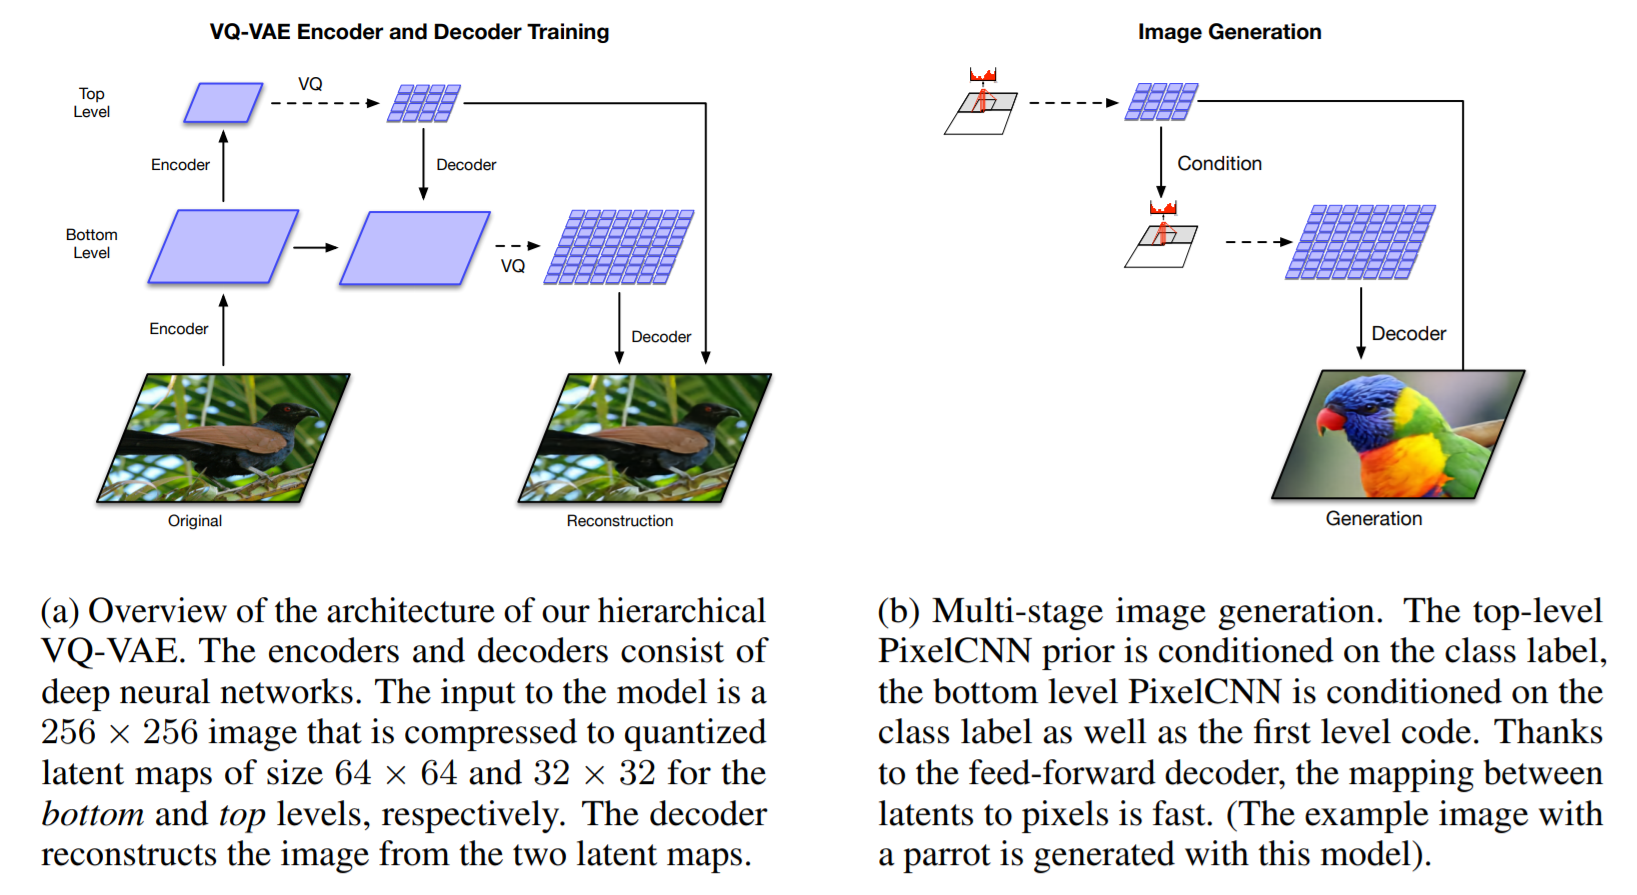 VQ-VAE Encoder and Decoder Training
Top
Level
VQ
Encoder
Decoder
Bottom
Level
VQ
Encoder
Decoder
Original
Reconstruction
Image Generation
Condition
Decoder
Generation
(a) Overview of the architecture of our hierarchical
VQ-VAE. The encoders and decoders consist of
deep neural networks. The input to the model is a
256 × 256 image that is compressed to quantized
latent maps of size 64 × 64 and 32 × 32 for the
bottom and top levels, respectively. The decoder
reconstructs the image from the two latent maps.
(b) Multi-stage image generation. The top-level
PixelCNN prior is conditioned on the class label,
the bottom level PixelCNN is conditioned on the
class label as well as the first level code. Thanks
to the feed-forward decoder, the mapping between
latents to pixels is fast. (The example image with
a parrot is generated with this model).